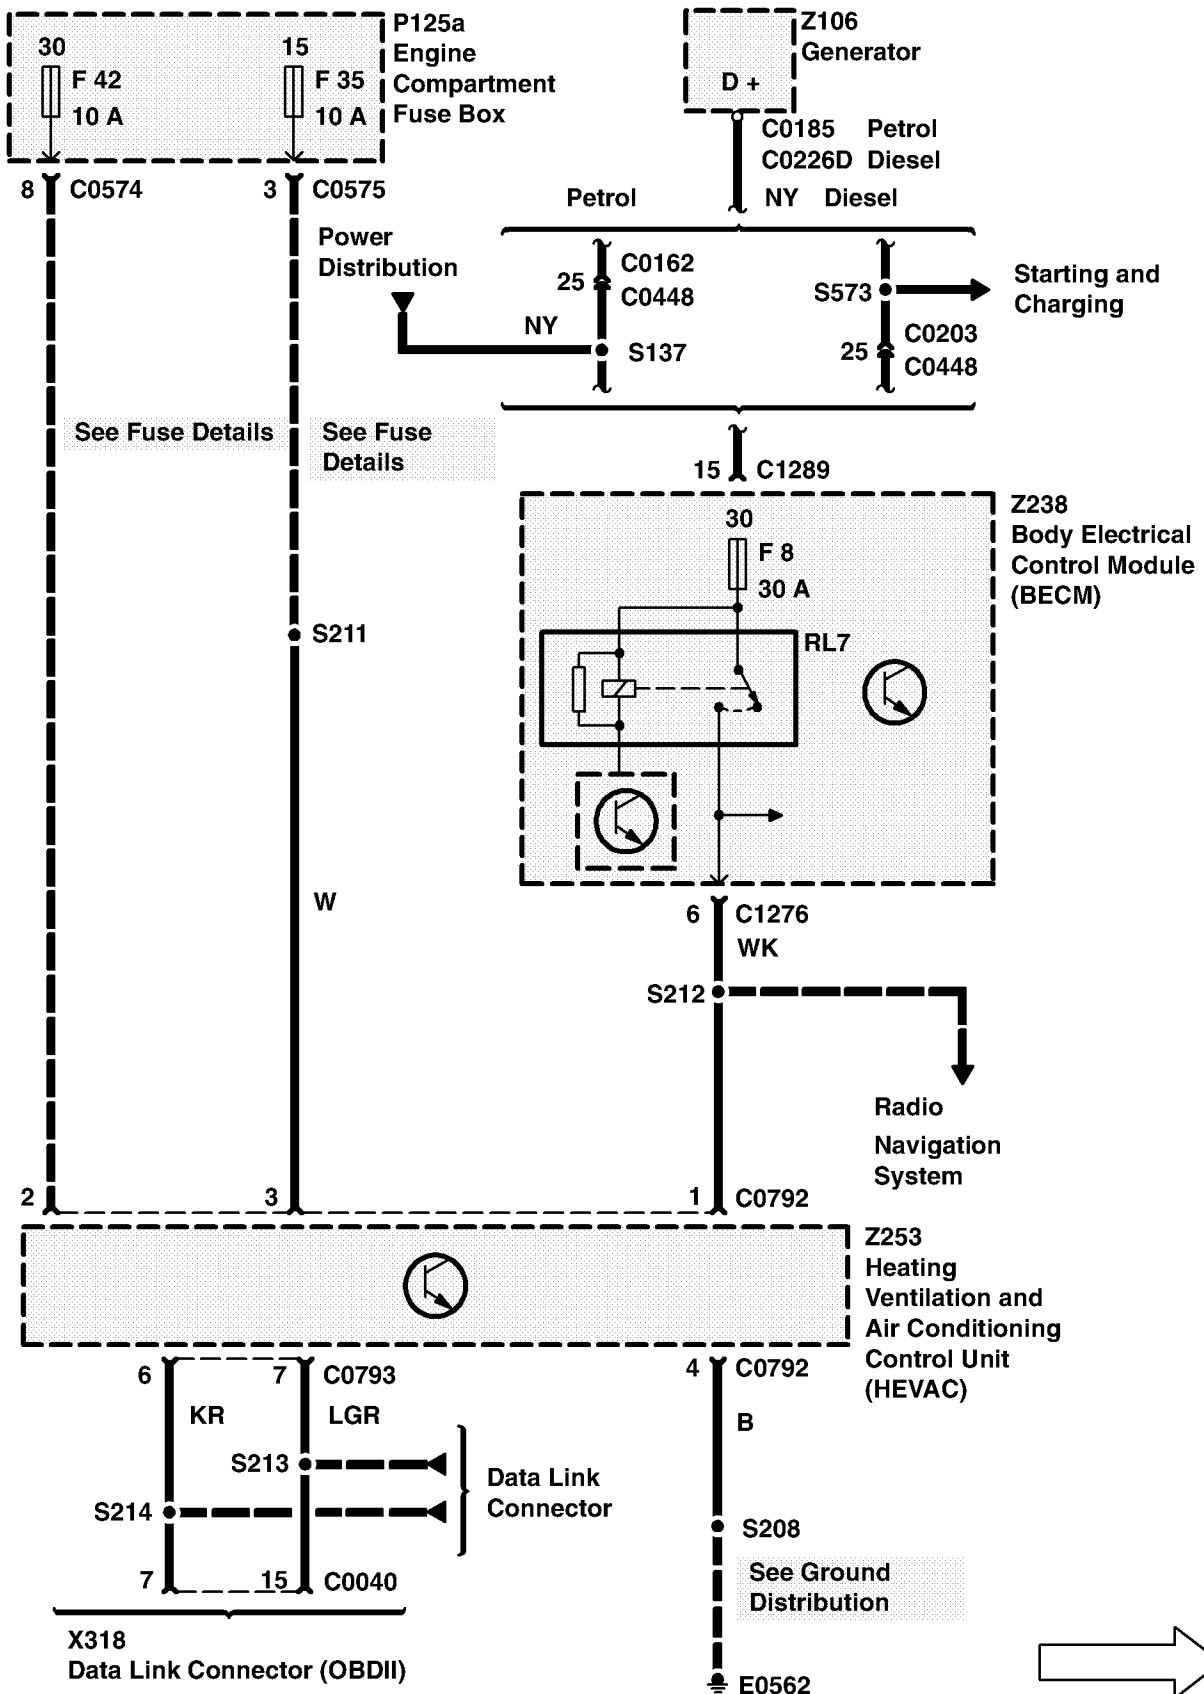 P125a
Engine
Compartment
Fuse Box
30
F 42
10 A
15
F 35
10 A
Z106
Generator
D +
C0185 Petrol
C0226D Diesel
8 C0574
3 C0575
Petrol
NY Diesel
Power
Distribution
25
C0162
C0448
NY
S137
S573
Starting and
Charging
25
C0203
C0448
See Fuse Details
See Fuse
Details
15 C1289
Z238
Body Electrical
Control Module
(BECM)
30
F 8
30 A
RL7
S211
W
6 C1276
WK
S212
Radio
Navigation
System
2
3
1 C0792
Z253
Heating
Ventilation and
Air Conditioning
Control Unit
(HEVAC)
6
7 C0793
4 C0792
KR
LGR
B
S213
S214
Data Link
Connector
S208
See Ground
Distribution
7
15 C0040
X318
Data Link Connector (OBDII)
E0562